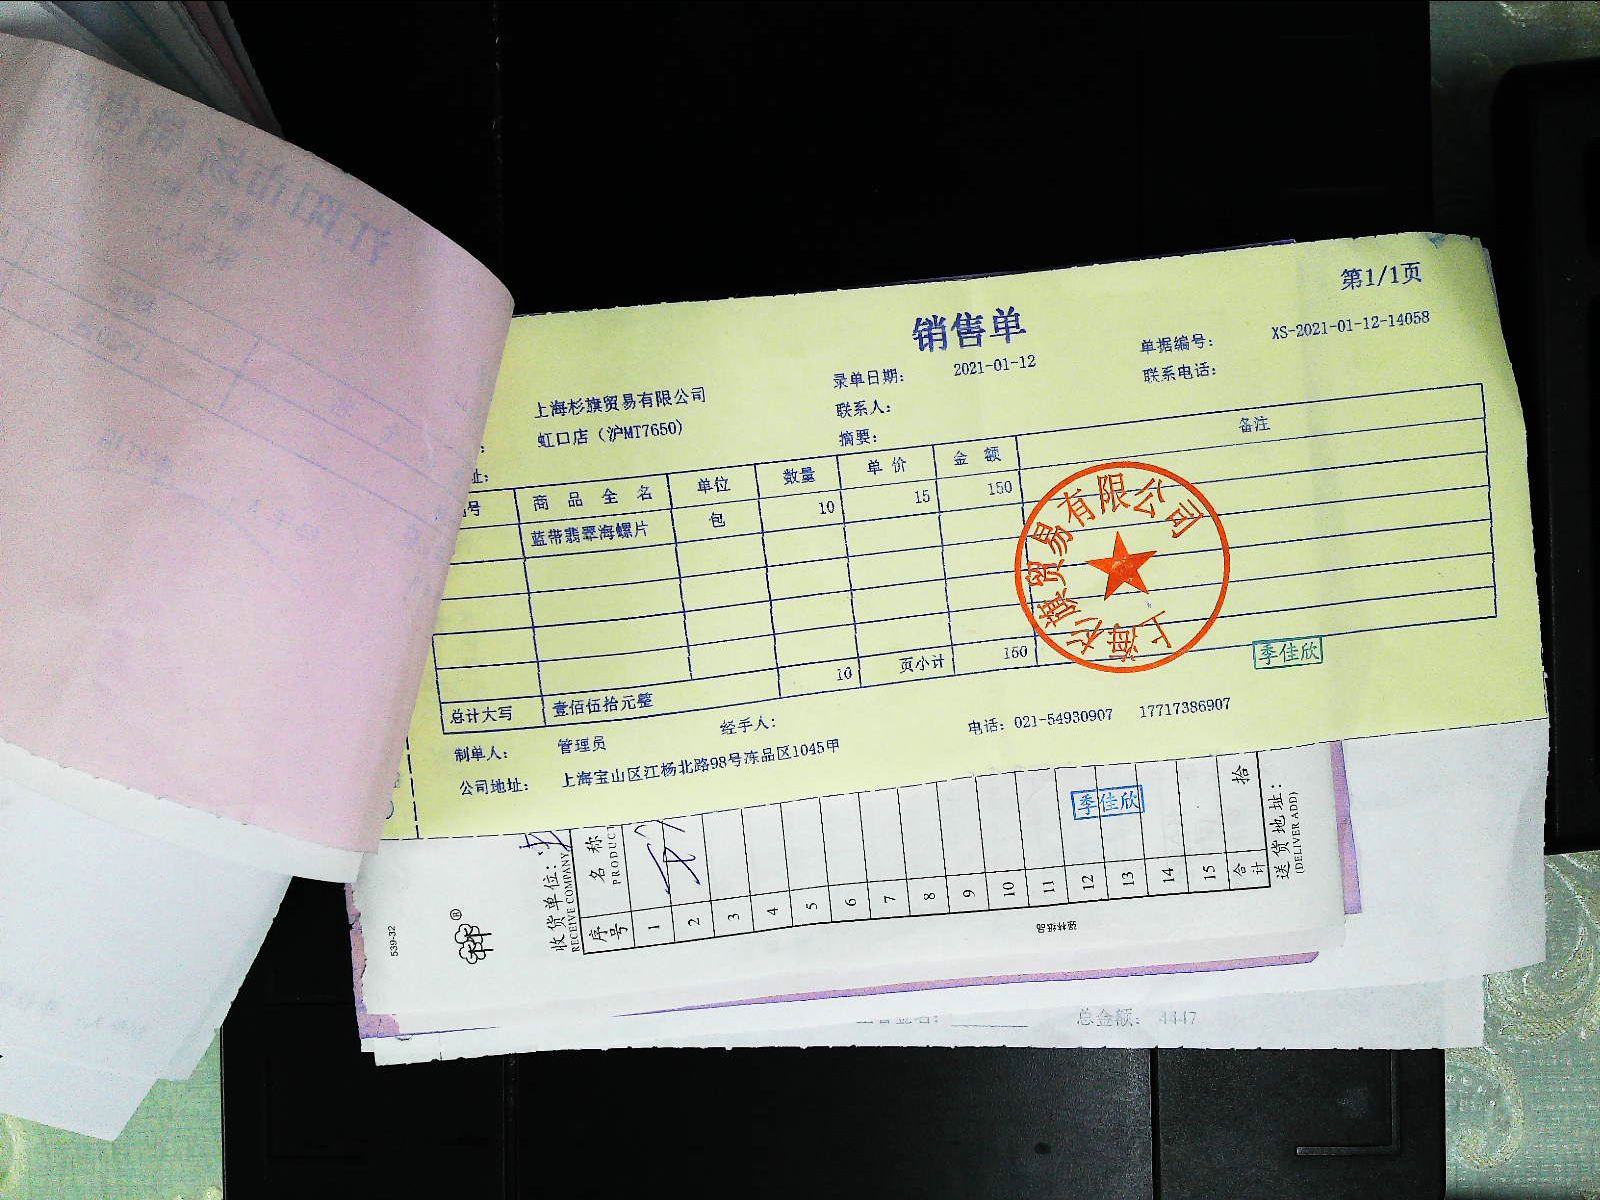 第1/1页
销售单
录单日期： 2021-01-12 单据编号： XS-2021-01-12-14058
上海杉旗贸易有限公司 联系人： 联系电话：
虹口店（沪MT7650） 摘要：
址：
号 商品全名 单位 数量 单价 金额 备注
蓝带翡翠海螺片 包 10 15 150
10 页小计 150
总计大写 壹佰伍拾元整
制单人： 管理员 经手人： 电话：021-54930907 17717386907
公司地址： 上海宝山区江杨北路98号冻品区1045甲
上海杉旗贸易有限公司
季佳欣
季佳欣
539-32
收货单位：
RECEIVE COMPANY
序号 名称
PRODUCT
1
2
3
4
5
6
7
8
9
10
11
12
13
14
15
合计 拾
送货地址：
(DELIVER ADD)
强林纸品
总金额： 4447